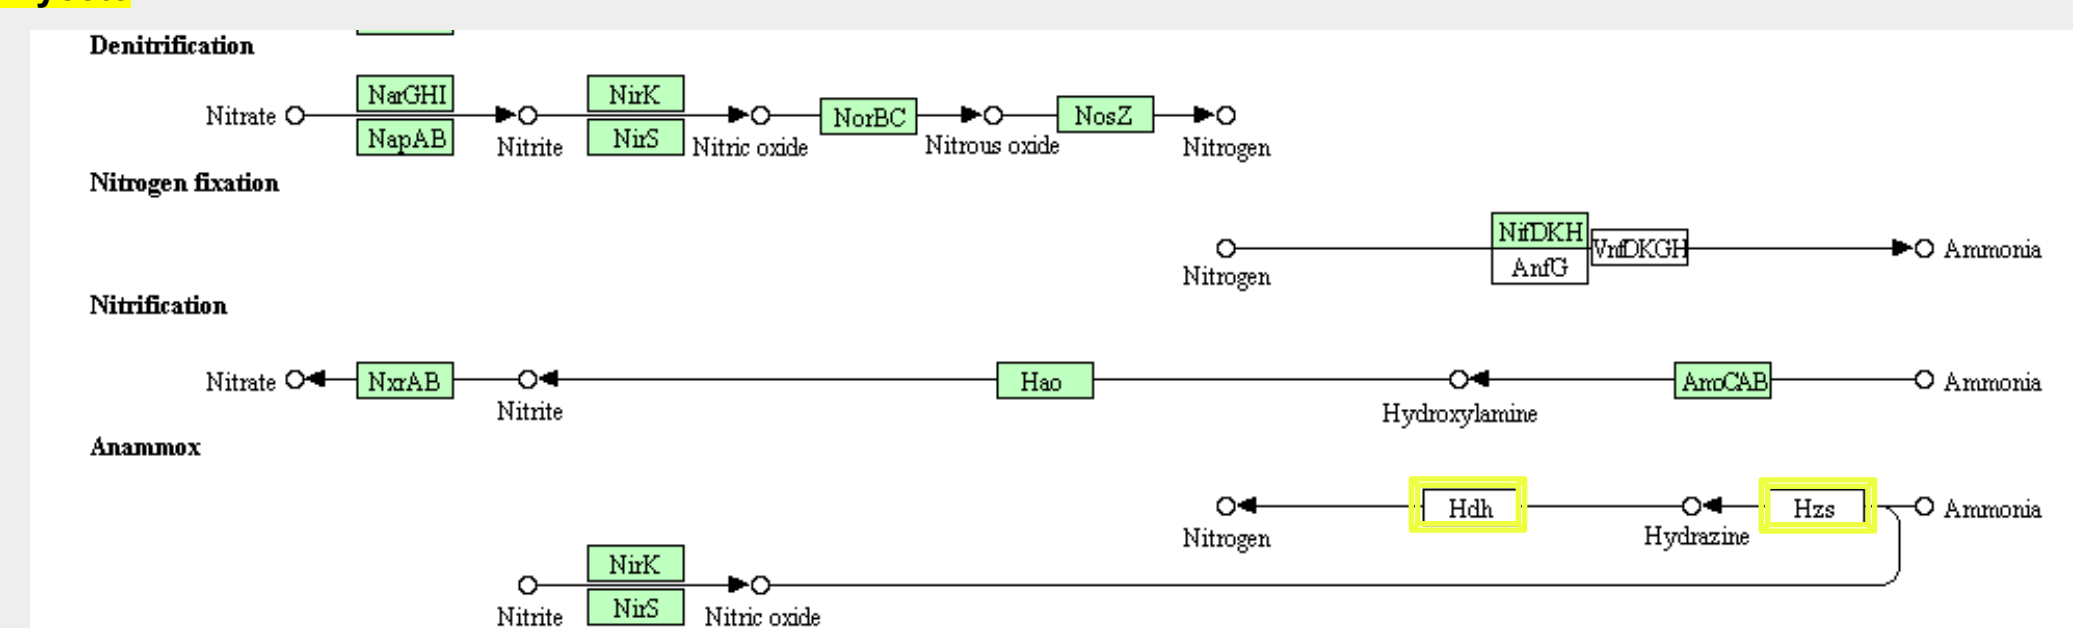 Denitrification
NarGHI
NirK
Nitrate
NorBC
NosZ
NapAB
Nitrite
NirS
Nitric oxide
Nitrous oxide
Nitrogen
Nitrogen fixation
NifDKH
VnfDKGH
Ammonia
AnfG
Nitrogen
Nitrification
Nitrate
NxrAB
Hao
AmoCAB
Ammonia
Nitrite
Hydroxylamine
Anammox
Hdh
Hzs
Ammonia
Nitrogen
Hydrazine
NirK
NirS
Nitrite
Nitric oxide